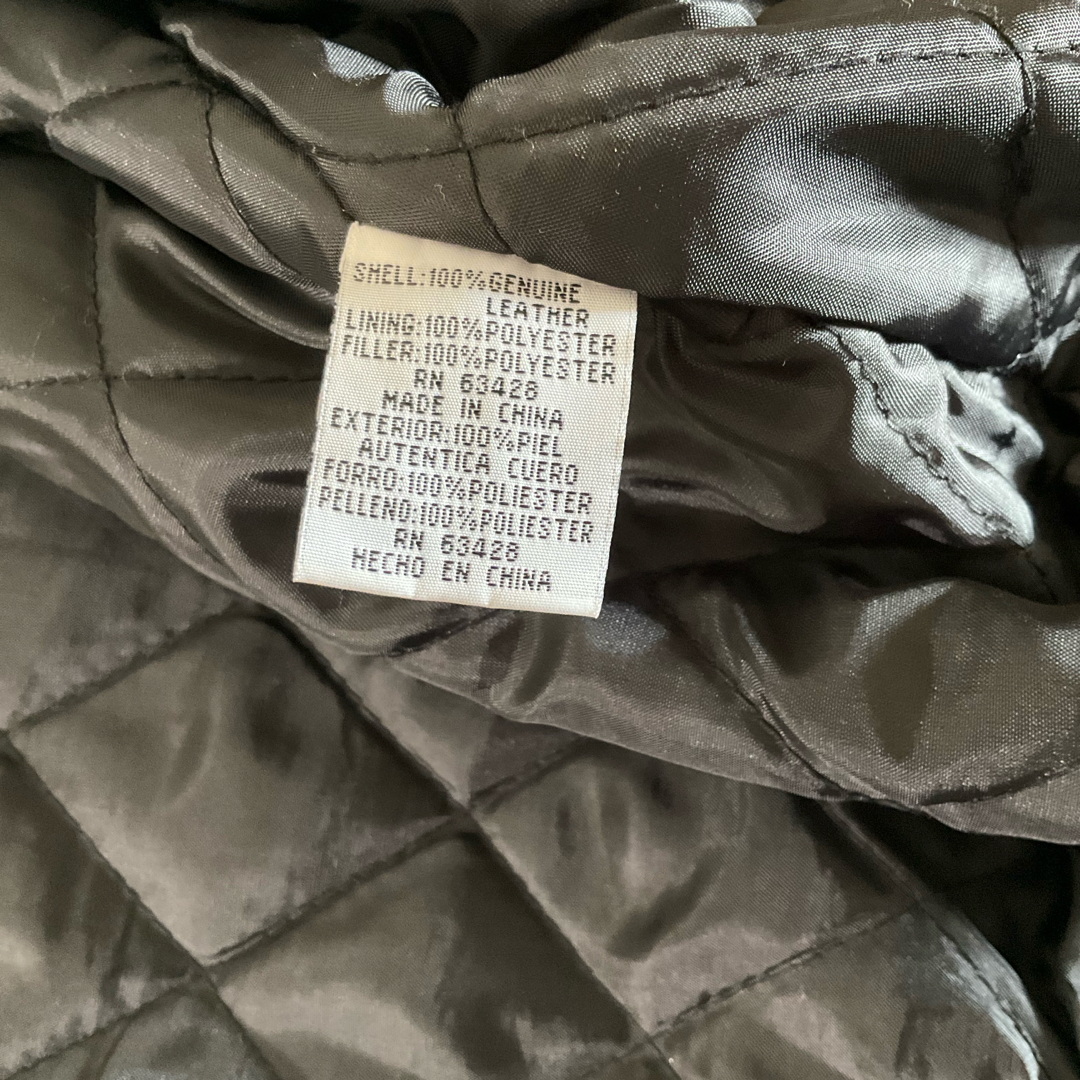 SHELL:100%GENUINE
LEATHER
LINING:100%POLYESTER
FILLER:100%POLYESTER
RN 63428
MADE IN CHINA
EXTERIOR:100%PIEL
AUTENTICA CUERO
FORRO:100%POLIESTER
RELLENO:100%POLIESTER
RN 63428
HECHO EN CHINA